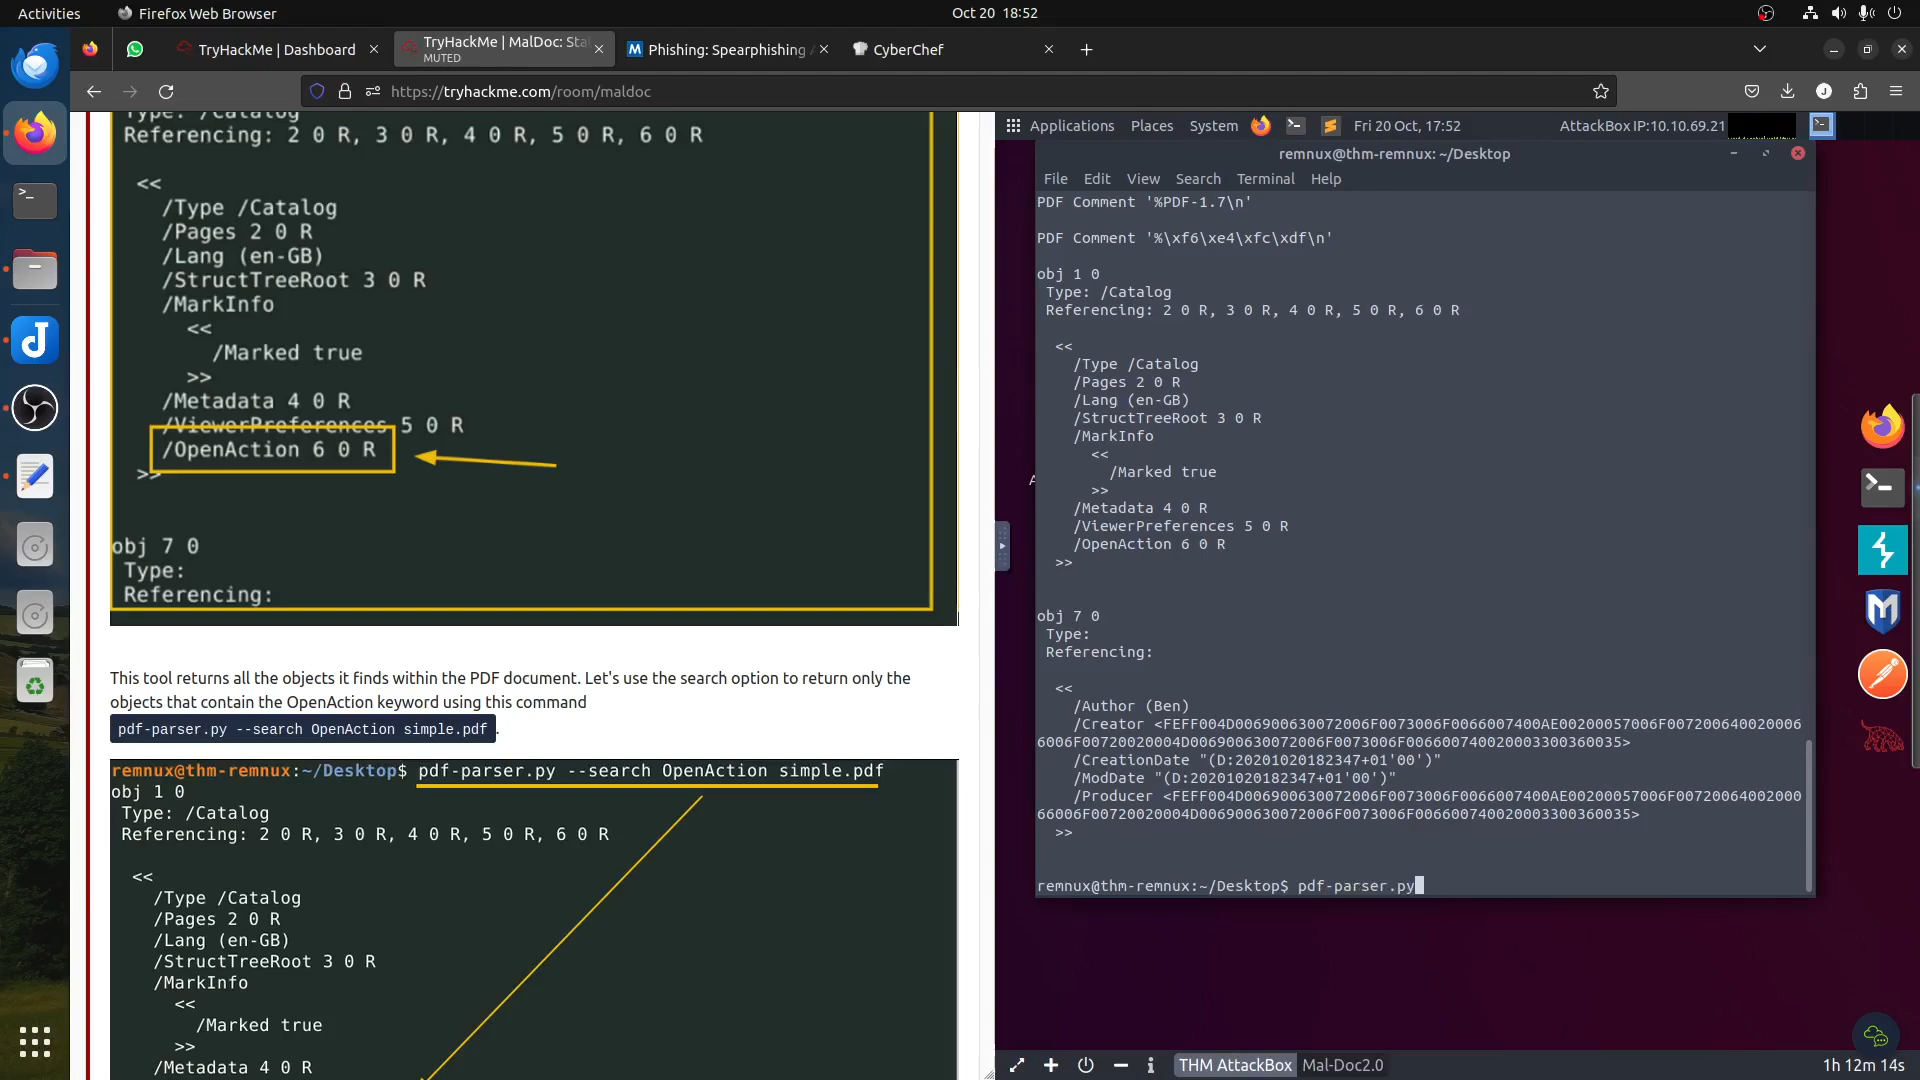 Activities
Firefox Web Browser
Oct 20 18:52
TryHackMe | Dashboard
TryHackMe | MalDoc: Sta
MUTED
Phishing: Spearphishing
CyberChef
https://tryhackme.com/room/maldoc
Type: /Catalog
Referencing: 2 0 R, 3 0 R, 4 0 R, 5 0 R, 6 0 R
<<
/Type /Catalog
/Pages 2 0 R
/Lang (en-GB)
/StructTreeRoot 3 0 R
/MarkInfo
<<
/Marked true
>>
/Metadata 4 0 R
/ViewerPreferences 5 0 R
/OpenAction 6 0 R
>>
obj 7 0
Type:
Referencing:
This tool returns all the objects it finds within the PDF document. Let's use the search option to return only the
objects that contain the OpenAction keyword using this command
pdf-parser.py --search OpenAction simple.pdf .
remnux@thm-remnux:~/Desktop$ pdf-parser.py --search OpenAction simple.pdf
obj 1 0
Type: /Catalog
Referencing: 2 0 R, 3 0 R, 4 0 R, 5 0 R, 6 0 R
<<
/Type /Catalog
/Pages 2 0 R
/Lang (en-GB)
/StructTreeRoot 3 0 R
/MarkInfo
<<
/Marked true
>>
/Metadata 4 0 R
Applications Places System
Fri 20 Oct, 17:52
AttackBox IP:10.10.69.21
remnux@thm-remnux: ~/Desktop
File Edit View Search Terminal Help
PDF Comment '%PDF-1.7\n'
PDF Comment '%\xf6\xe4\xfc\xdf\n'
obj 1 0
Type: /Catalog
Referencing: 2 0 R, 3 0 R, 4 0 R, 5 0 R, 6 0 R
<<
/Type /Catalog
/Pages 2 0 R
/Lang (en-GB)
/StructTreeRoot 3 0 R
/MarkInfo
<<
/Marked true
>>
/Metadata 4 0 R
/ViewerPreferences 5 0 R
/OpenAction 6 0 R
>>
obj 7 0
Type:
Referencing:
<<
/Author (Ben)
/Creator <FEFF004D006900630072006F0073006F0066007400AE00200057006F007200640020006
6006F00720020004D006900630072006F0073006F006600740020003300360035>
/CreationDate "(D:20201020182347+01'00')"
/ModDate "(D:20201020182347+01'00')"
/Producer <FEFF004D006900630072006F0073006F0066007400AE00200057006F00720064002000
66006F00720020004D006900630072006F0073006F006600740020003300360035>
>>
remnux@thm-remnux:~/Desktop$ pdf-parser.py
THM AttackBox
Mal-Doc2.0
1h 12m 14s